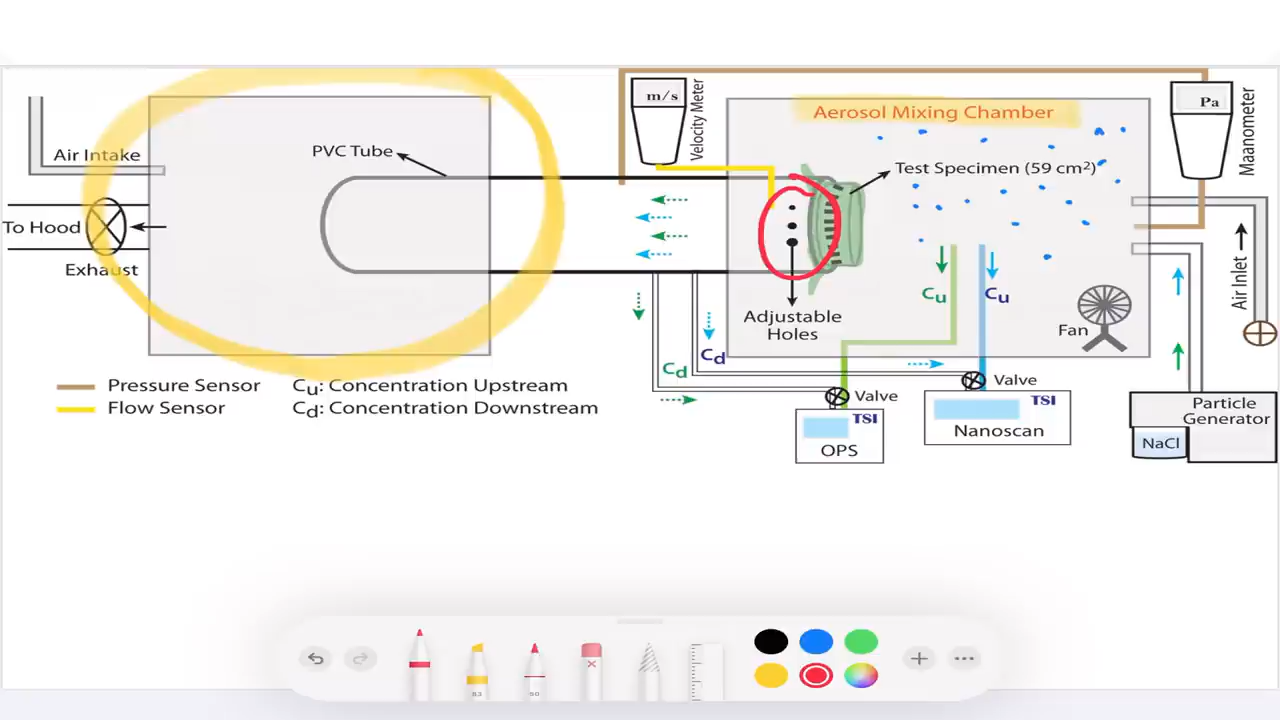 m/s
Velocity Meter
Aerosol Mixing Chamber
Pa
Maanometer
Air Intake
PVC Tube
Test Specimen (59 cm²)
To Hood
Exhaust
Cu
Cu
Air Inlet
Adjustable
Holes
Fan
Cd
Cd
Pressure Sensor
Cu: Concentration Upstream
Flow Sensor
Cd: Concentration Downstream
Valve
Valve
TSI
OPS
TSI
Nanoscan
Particle
Generator
NaCl